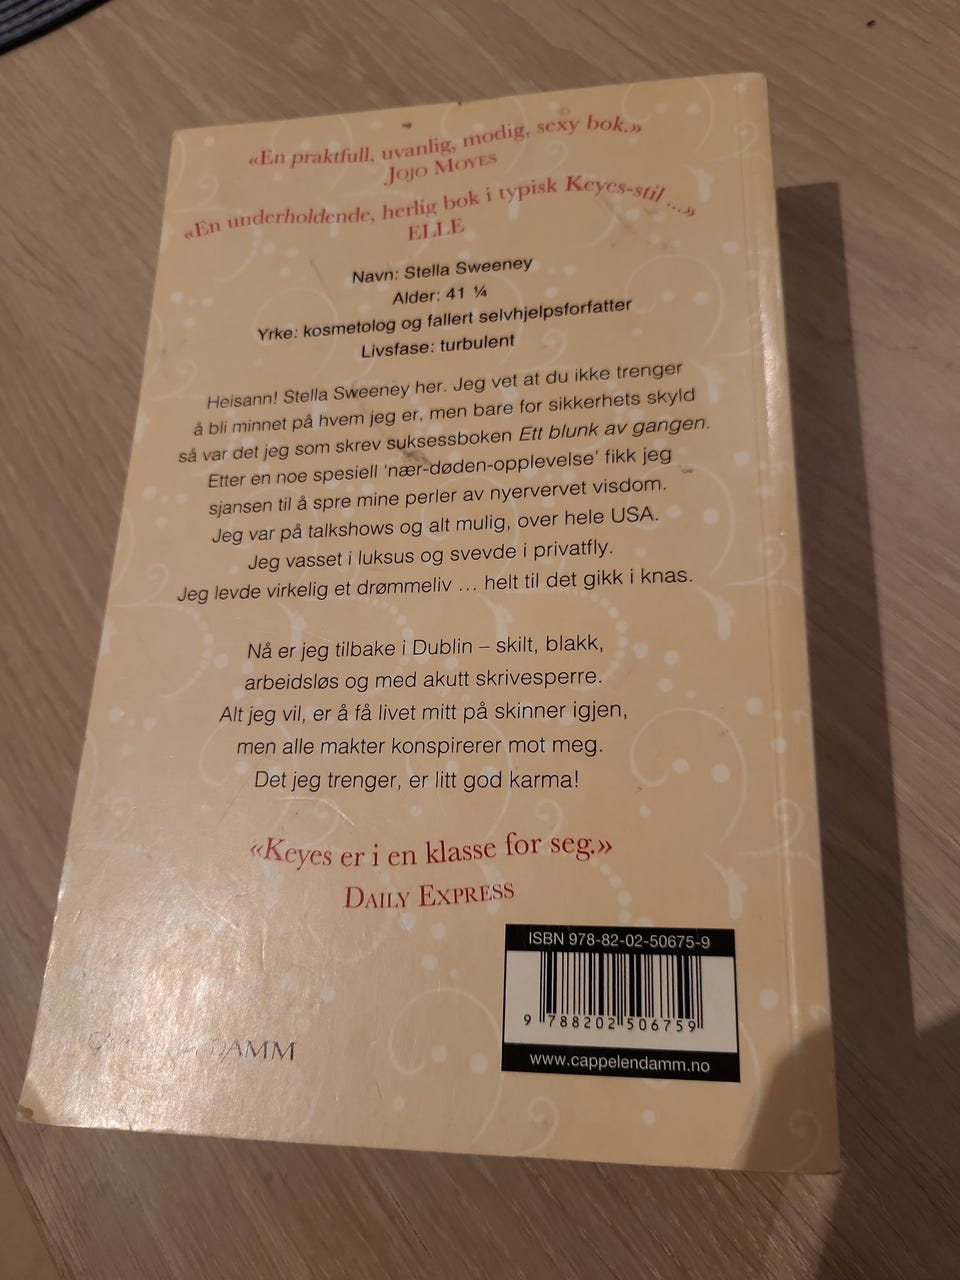 «En praktfull, uvanlig, modig, sexy bok.»
JOJO MOYES
«En underholdende, herlig bok i typisk Keyes-stil ...»
ELLE
Navn: Stella Sweeney
Alder: 41 ¼
Yrke: kosmetolog og fallert selvhjelpsforfatter
Livsfase: turbulent
Heisann! Stella Sweeney her. Jeg vet at du ikke trenger
å bli minnet på hvem jeg er, men bare for sikkerhets skyld
så var det jeg som skrev suksessboken Ett blunk av gangen.
Etter en noe spesiell ‘nær-døden-opplevelse’ fikk jeg
sjansen til å spre mine perler av nyervervet visdom.
Jeg var på talkshows og alt mulig, over hele USA.
Jeg vasset i luksus og svevde i privatfly.
Jeg levde virkelig et drømmeliv ... helt til det gikk i knas.
Nå er jeg tilbake i Dublin – skilt, blakk,
arbeidsløs og med akutt skrivesperre.
Alt jeg vil, er å få livet mitt på skinner igjen,
men alle makter konspirerer mot meg.
Det jeg trenger, er litt god karma!
«Keyes er i en klasse for seg.»
DAILY EXPRESS
ISBN 978-82-02-50675-9
9 788202 506759
www.cappelendamm.no
DAMM